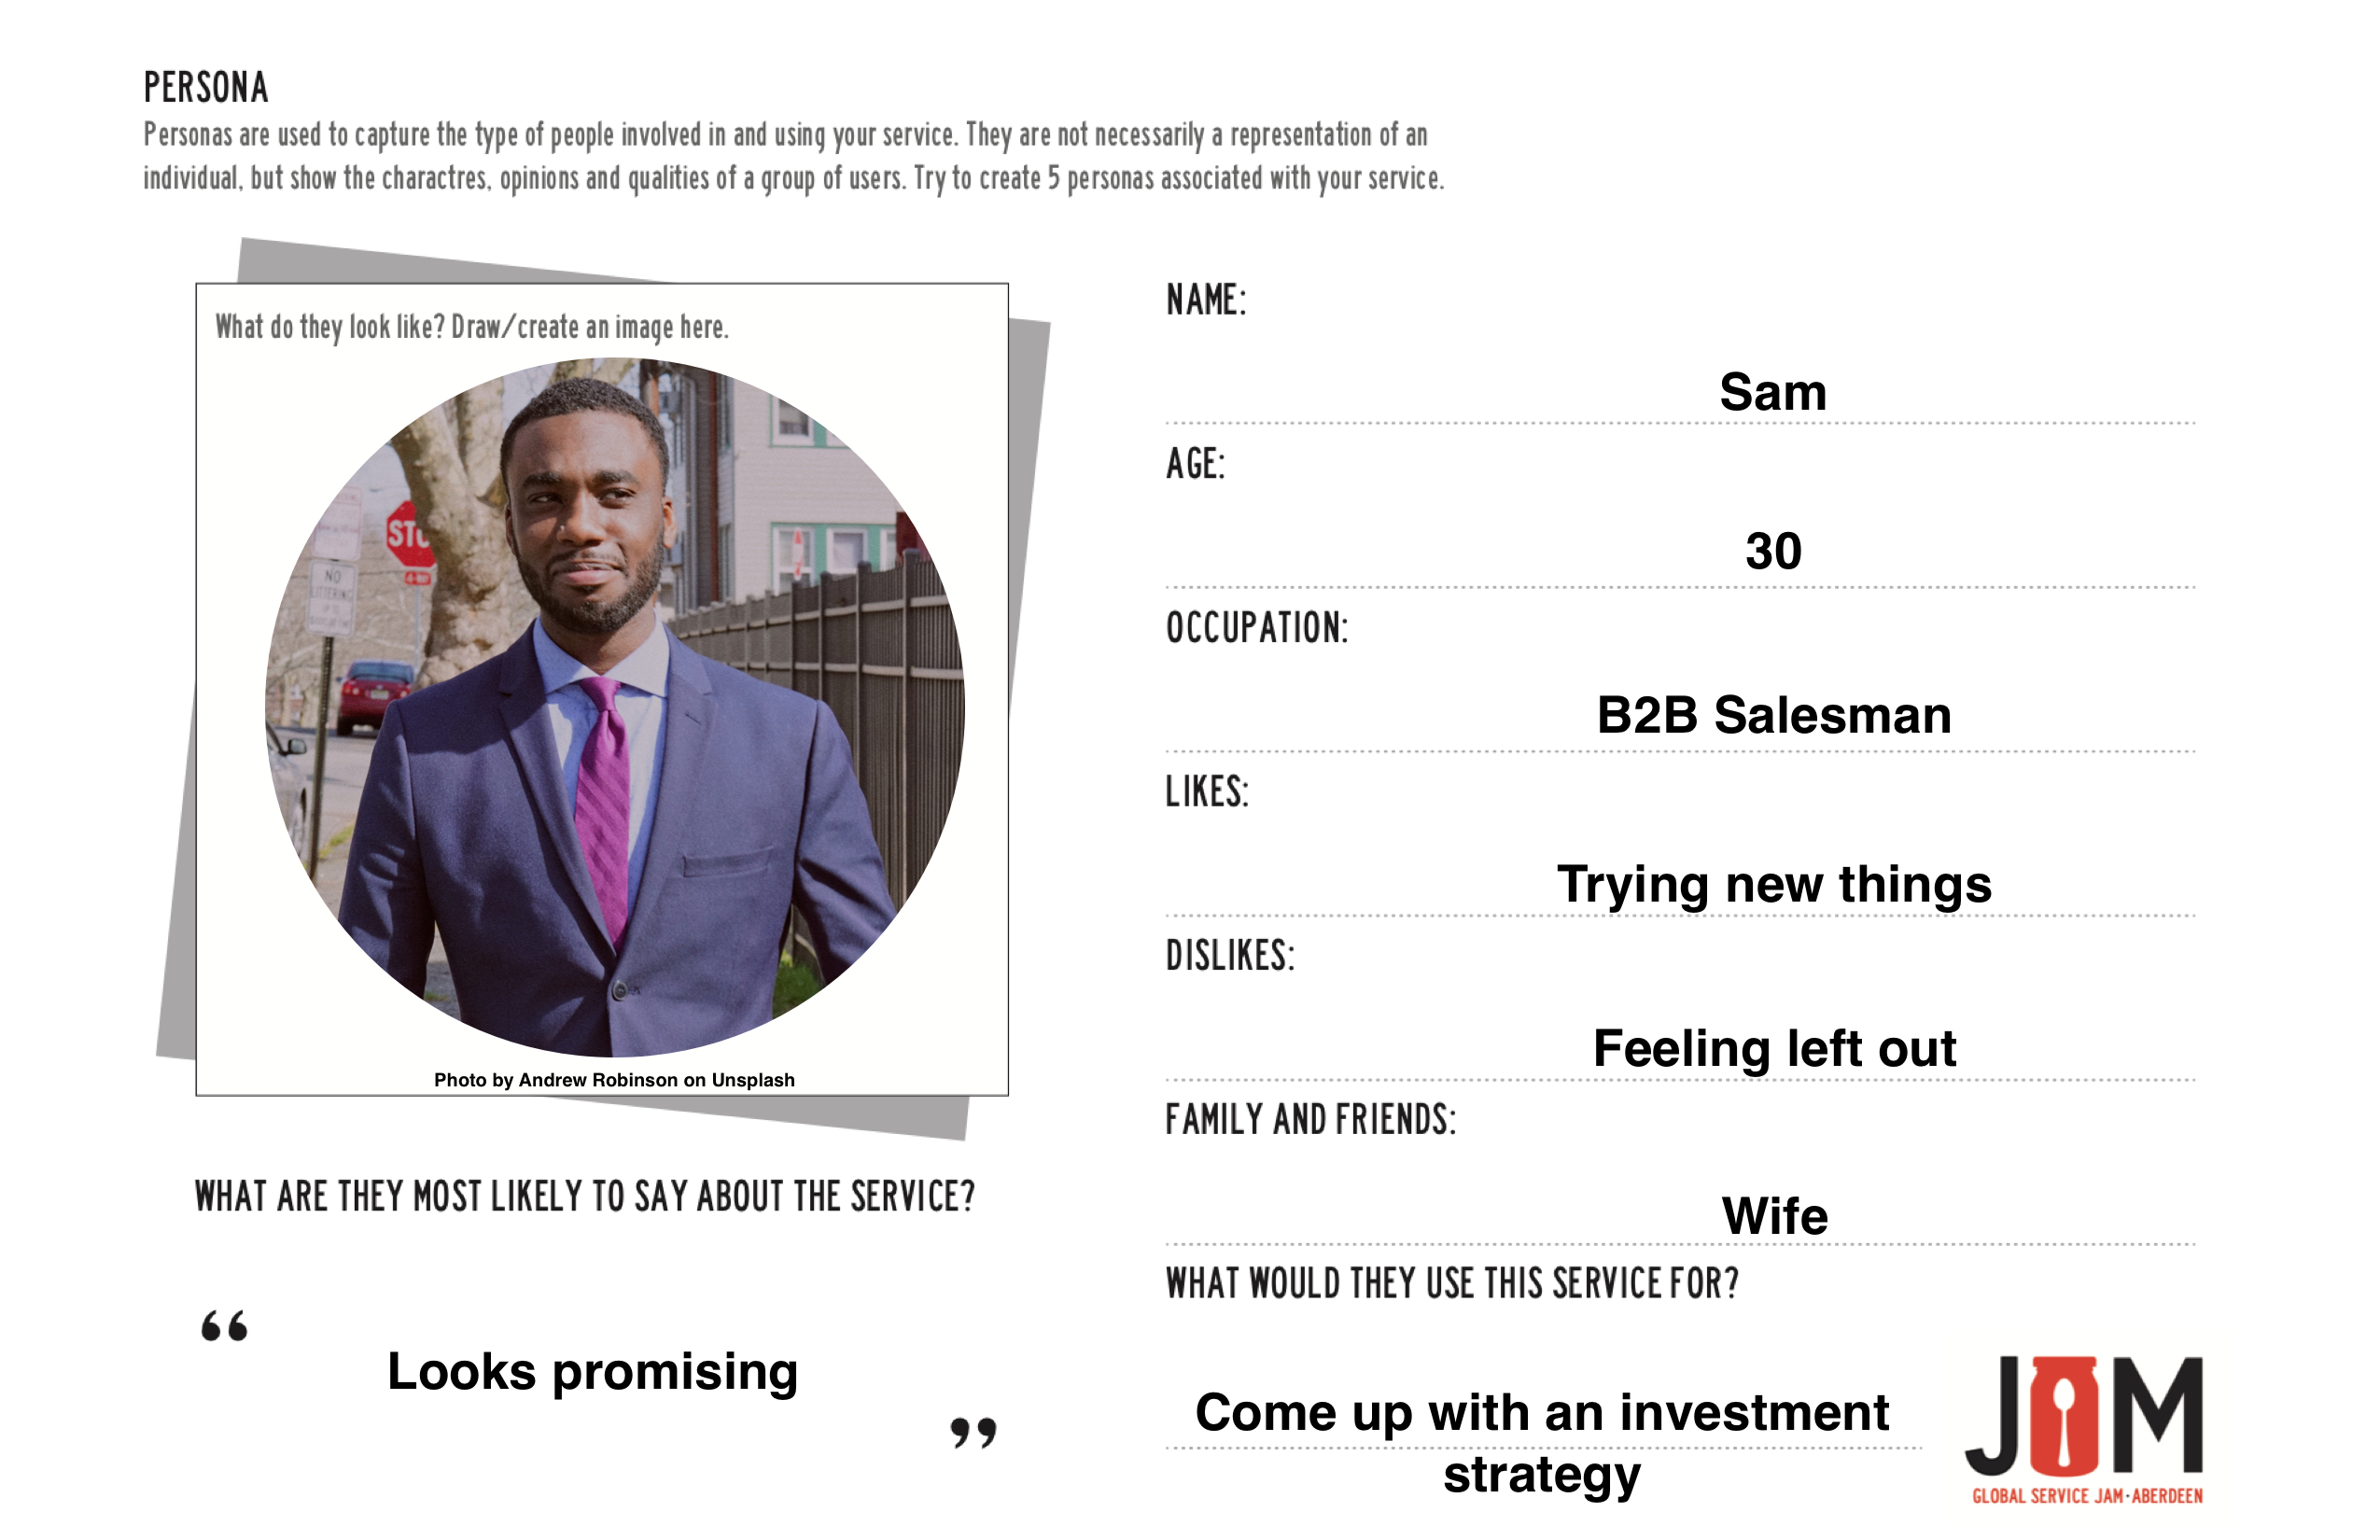 PERSONA
Personas are used to capture the type of people involved in and using your service. They are not necessarily a representation of an
individual, but show the charactres, opinions and qualities of a group of users. Try to create 5 personas associated with your service.
What do they look like? Draw/create an image here.
STO
4-WAY
NO
LITTERING
UP TO
Photo by Andrew Robinson on Unsplash
WHAT ARE THEY MOST LIKELY TO SAY ABOUT THE SERVICE?
“
Looks promising
”
NAME:
Sam
AGE:
30
OCCUPATION:
B2B Salesman
LIKES:
Trying new things
DISLIKES:
Feeling left out
FAMILY AND FRIENDS:
Wife
WHAT WOULD THEY USE THIS SERVICE FOR?
Come up with an investment
strategy
JAM
GLOBAL SERVICE JAM·ABERDEEN